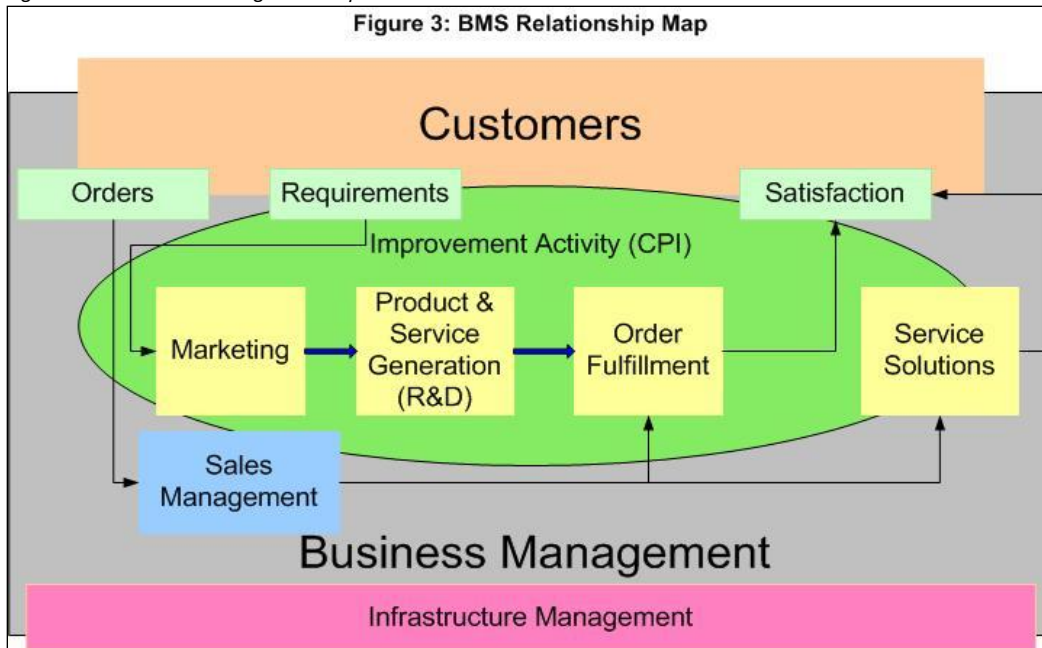 Figure 3: BMS Relationship Map
Customers
Orders
Requirements
Satisfaction
Improvement Activity (CPI)
Marketing
Product &
Service
Generation
(R&D)
Order
Fulfillment
Service
Solutions
Sales
Management
Business Management
Infrastructure Management